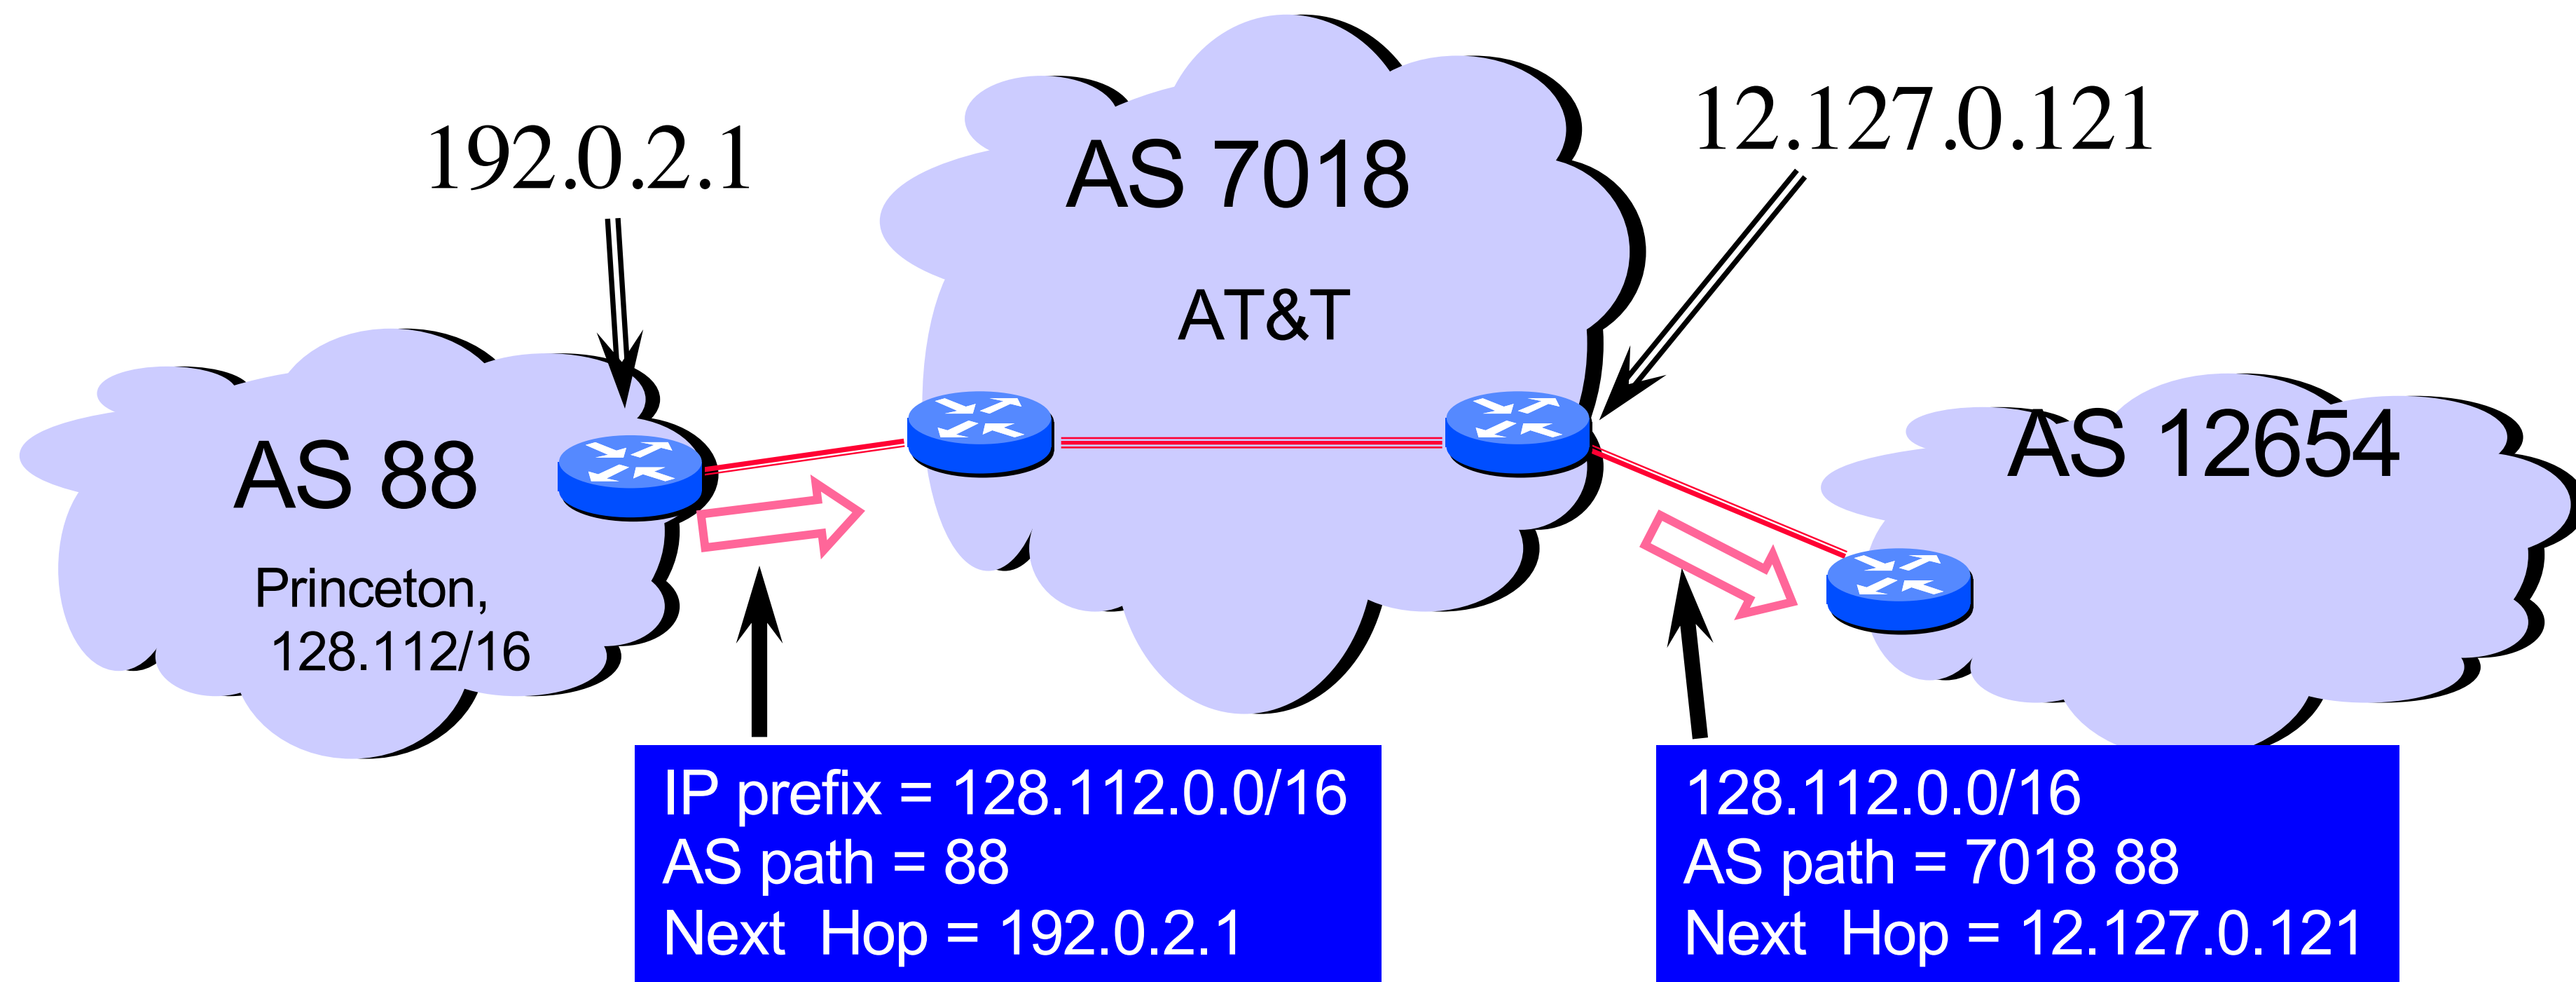 192.0.2.1
AS 7018
AT&T
12.127.0.121
AS 88
Princeton,
128.112/16
AS 12654
IP prefix = 128.112.0.0/16
AS path = 88
Next Hop = 192.0.2.1
128.112.0.0/16
AS path = 7018 88
Next Hop = 12.127.0.121